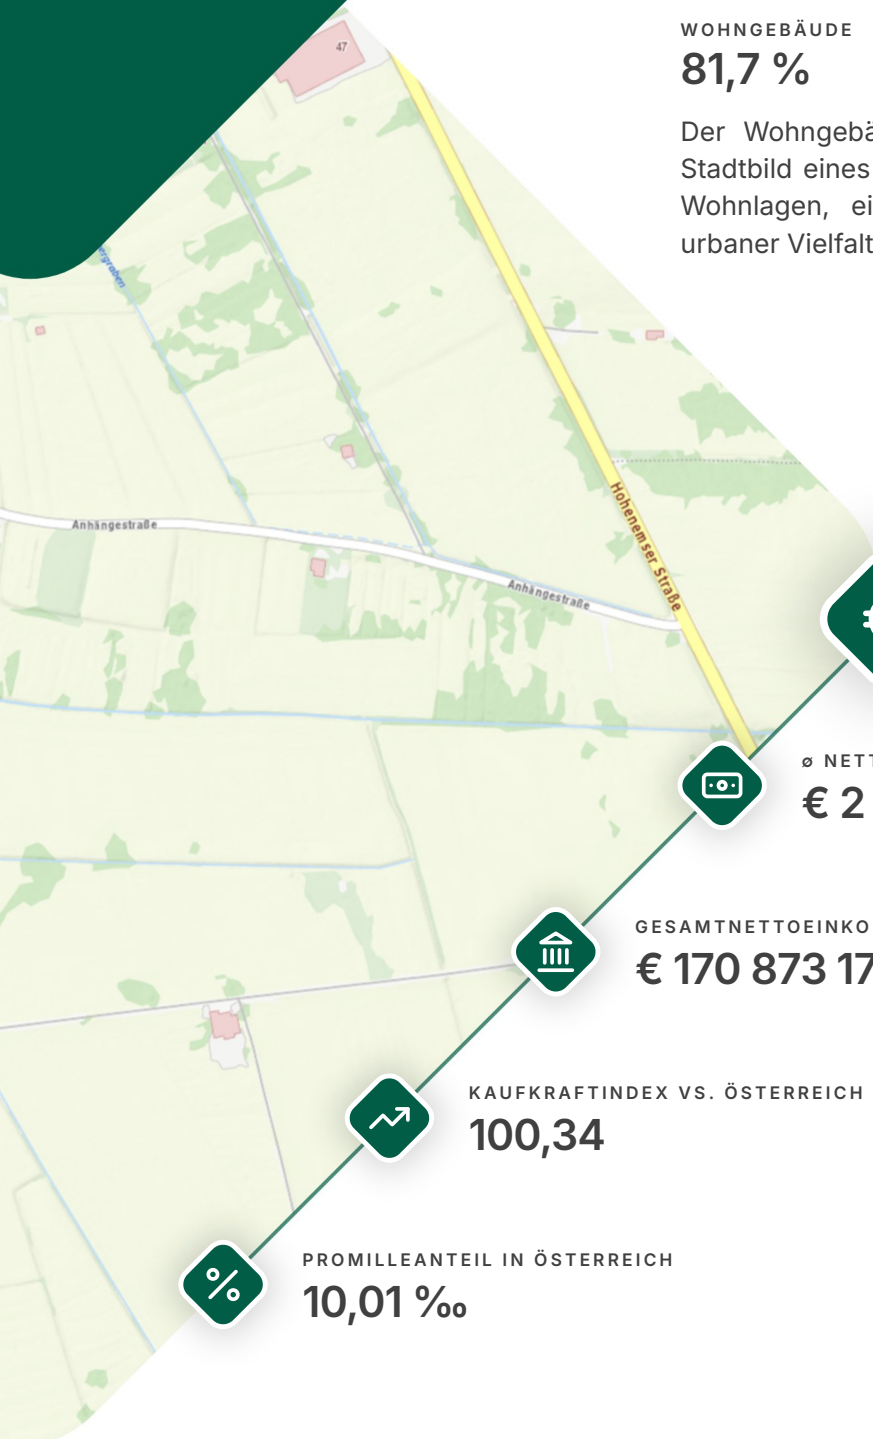 WOHNGEBÄUDE
81,7 %
Der Wohngebä
Stadtbild eines
Wohnlagen, ei
urbaner Vielfalt
47
ergraben
Anhängestraße
Hohenemser Straße
Anhängestraße
ø NETT
€ 2
GESAMTNETTOEINKO
€ 170 873 17
KAUFKRAFTINDEX VS. ÖSTERREICH
100,34
PROMILLEANTEIL IN ÖSTERREICH
10,01 ‰